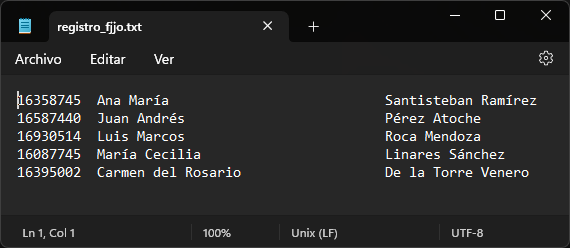 registro_fjjo.txt
Archivo Editar Ver
16358745  Ana María                           Santisteban Ramírez
16587440  Juan Andrés                         Pérez Atoche
16930514  Luis Marcos                         Roca Mendoza
16087745  María Cecilia                       Linares Sánchez
16395002  Carmen del Rosario                  De la Torre Venero
Ln 1, Col 1 100% Unix (LF) UTF-8